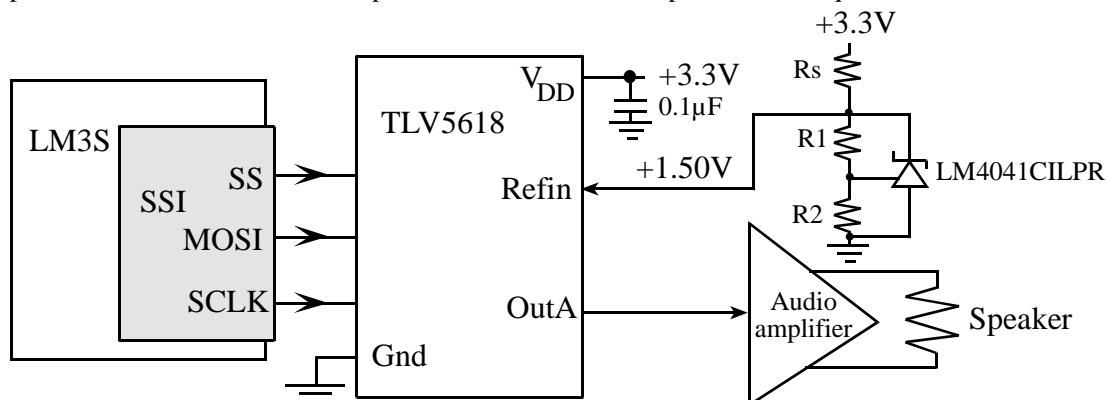 +3.3V
Rs
V DD
+3.3V
0.1µF
LM3S
TLV5618
R1
SS
+1.50V
LM4041CILPR
SSI
Refin
R2
MOSI
SCLK
OutA
Audio
amplifier
Speaker
Gnd